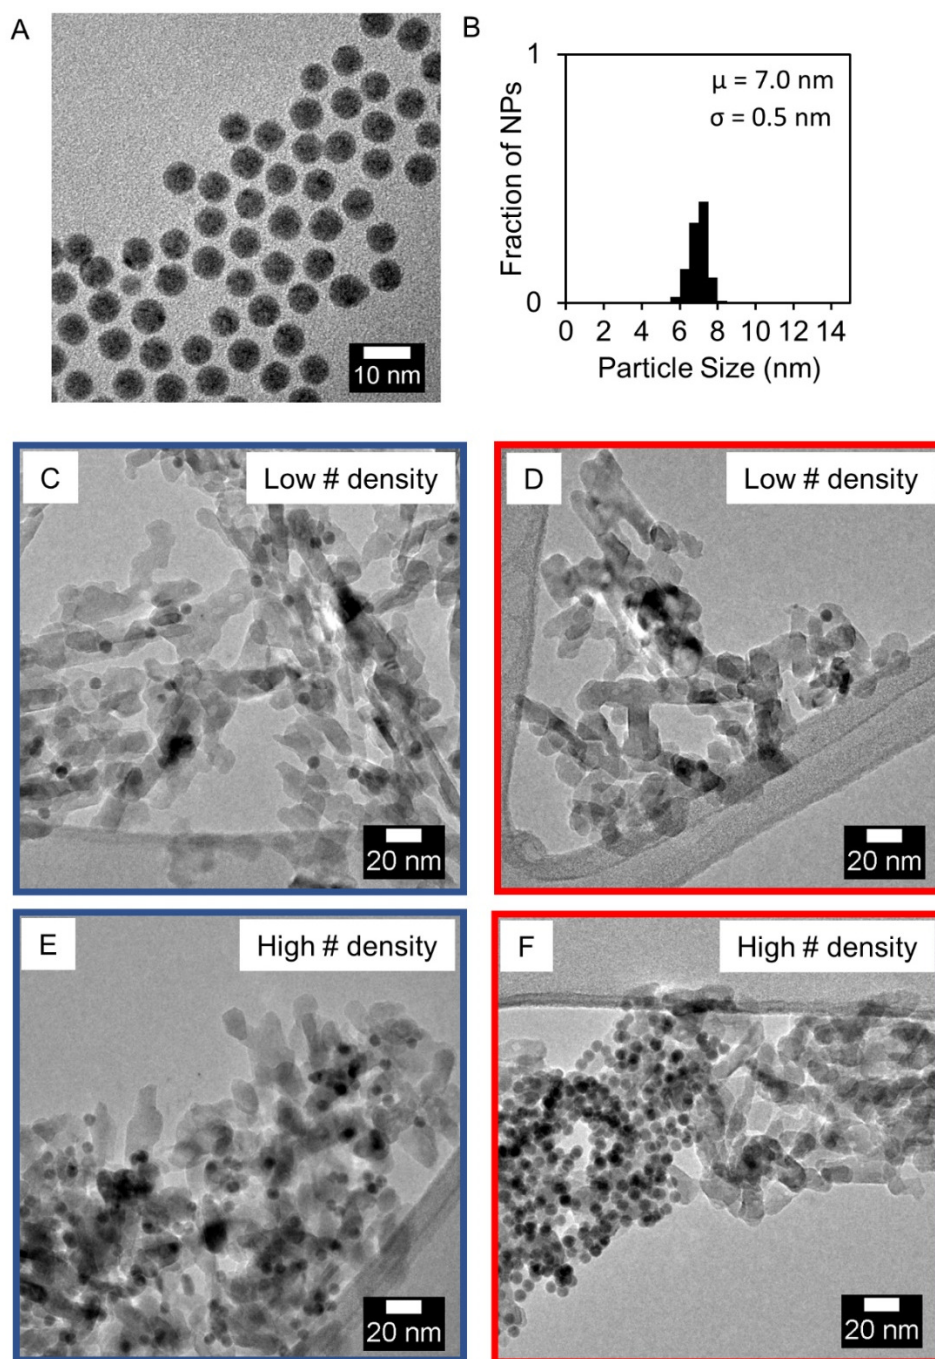 A
10 nm
B
Fraction of NPs
1
0
μ = 7.0 nm
σ = 0.5 nm
0 2 4 6 8 10 12 14
Particle Size (nm)
C
Low # density
20 nm
D
Low # density
20 nm
E
High # density
20 nm
F
High # density
20 nm